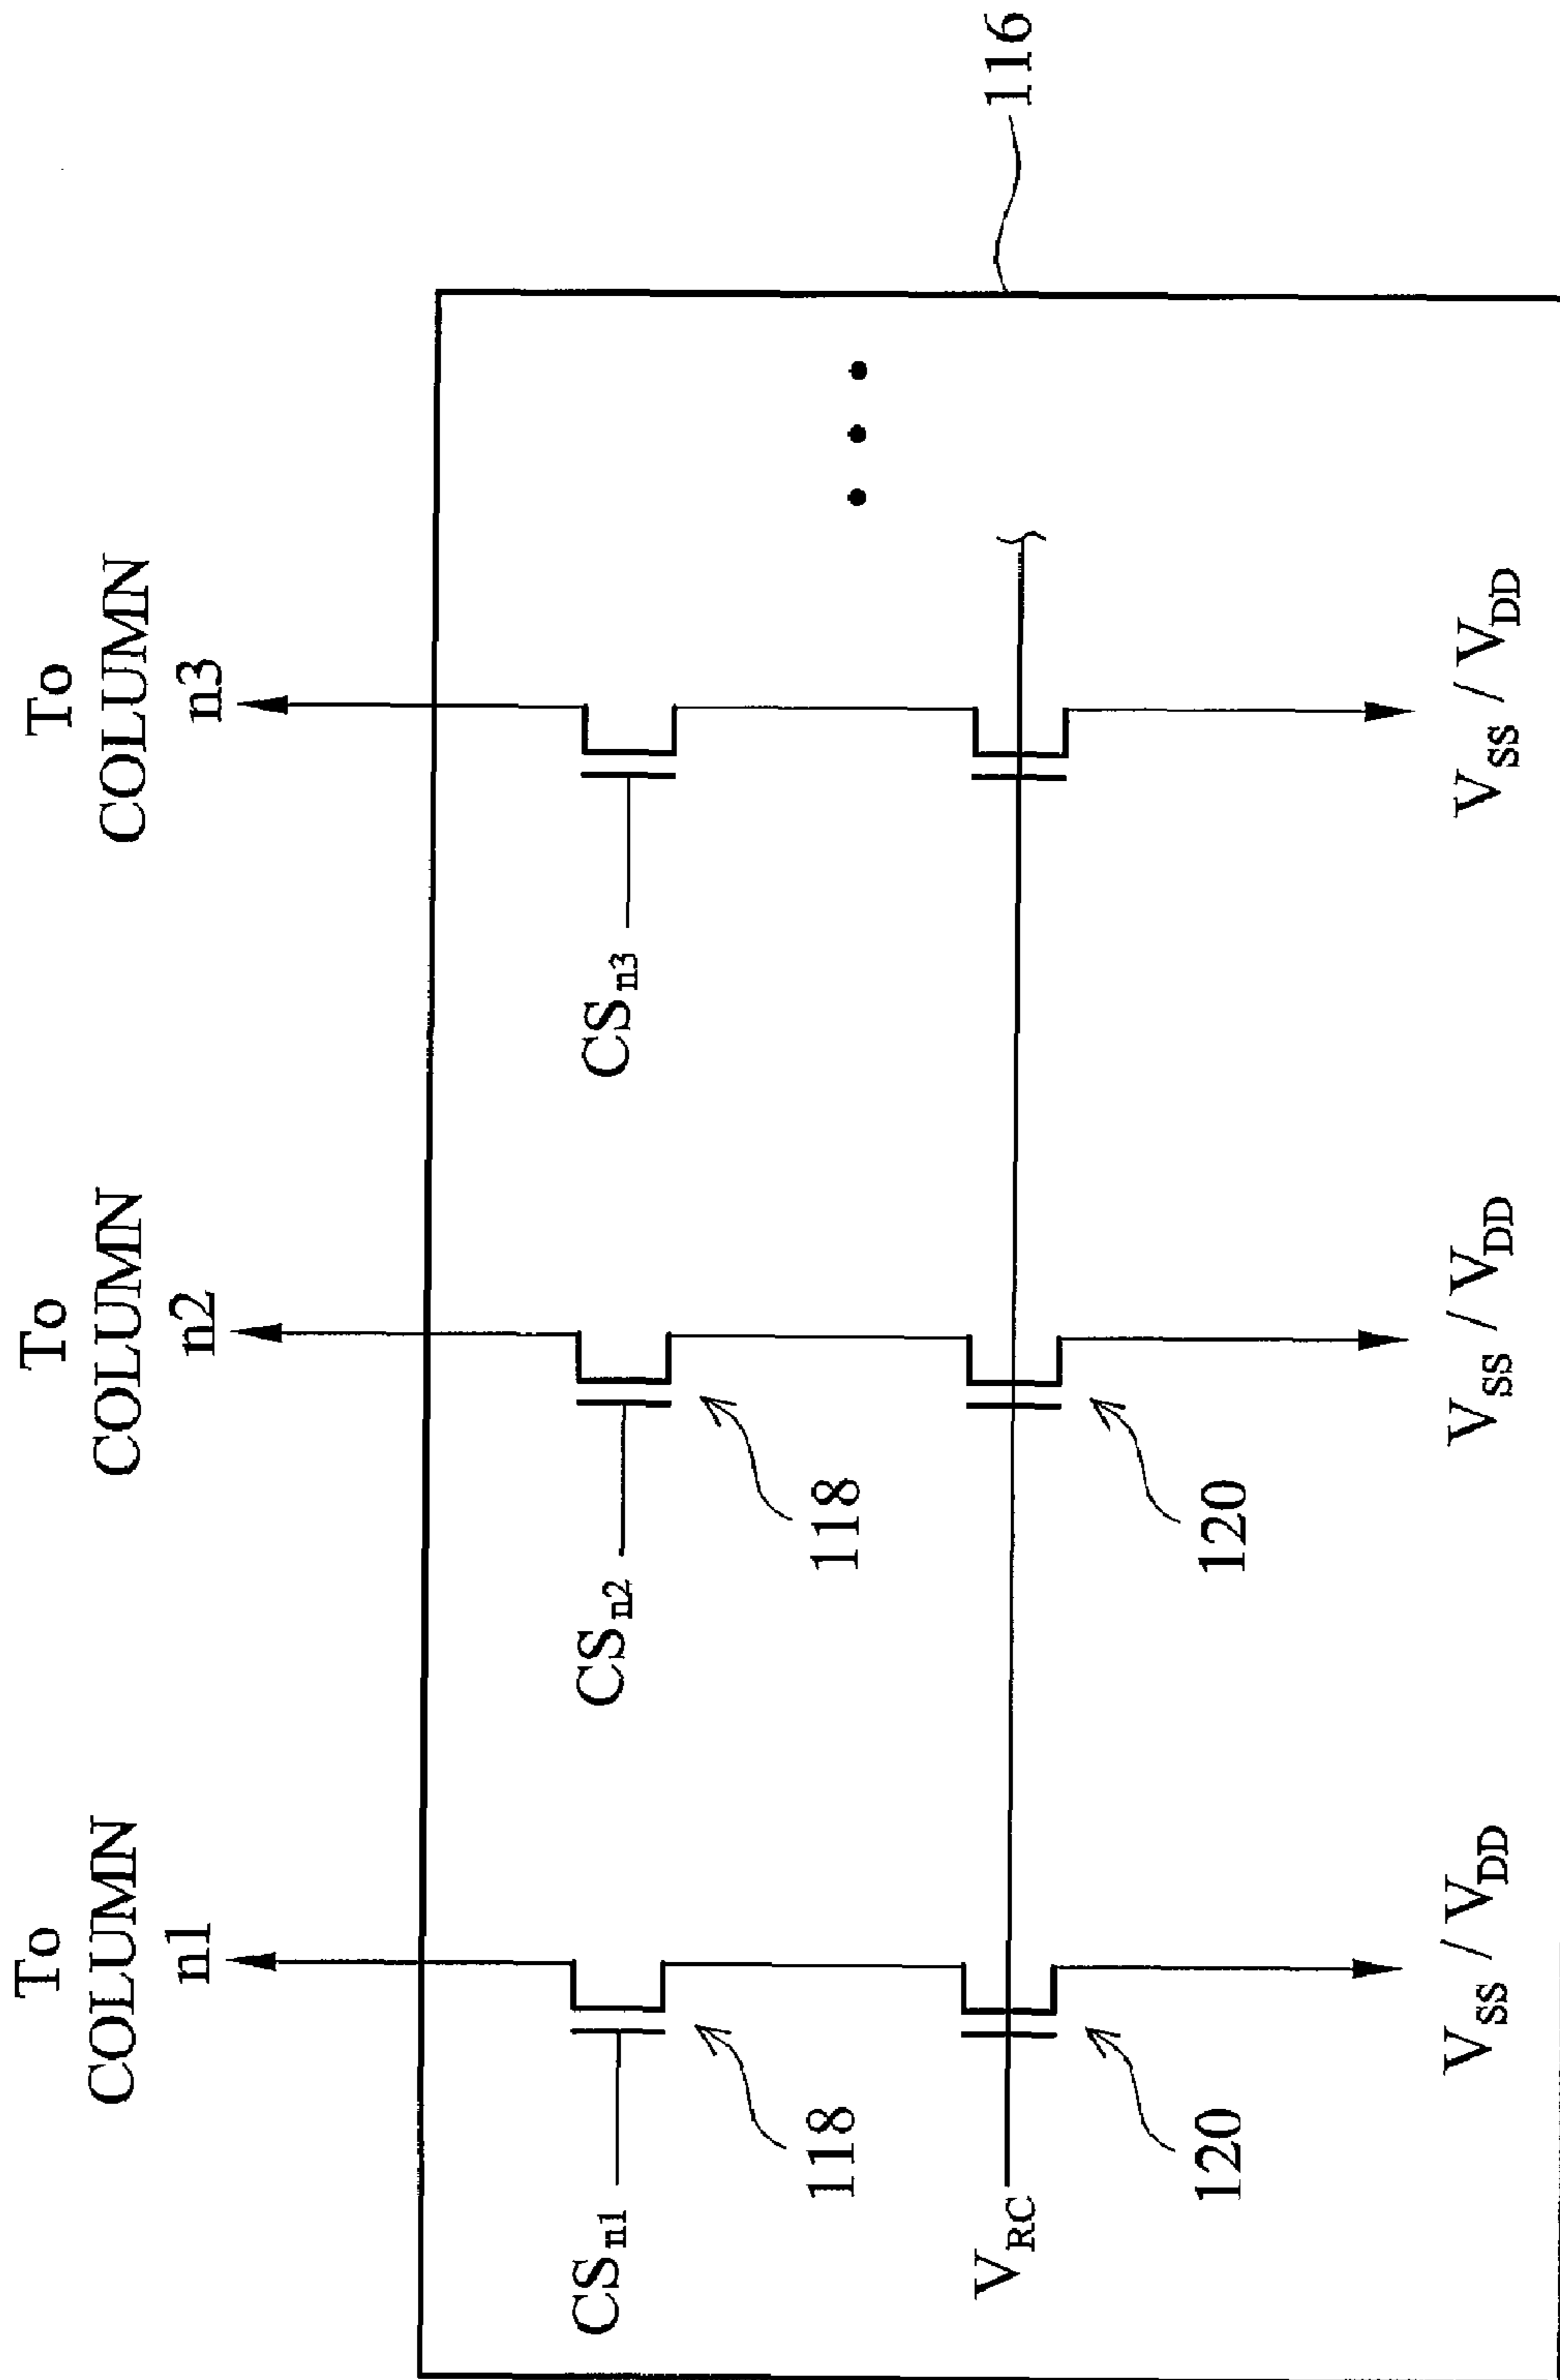 To
COLUMN
n1
To
COLUMN
n2
To
COLUMN
n3
CSn1
CSn2
CSn3
118
118
116
VRC
120
120
VSS / VDD
VSS / VDD
VSS / VDD